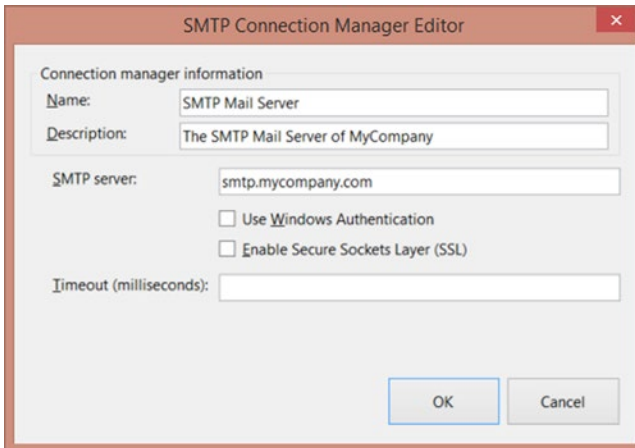 SMTP Connection Manager Editor
Connection manager information
Name: SMTP Mail Server
Description: The SMTP Mail Server of MyCompany
SMTP server: smtp.mycompany.com
Use Windows Authentication
Enable Secure Sockets Layer (SSL)
Timeout (milliseconds):
OK Cancel